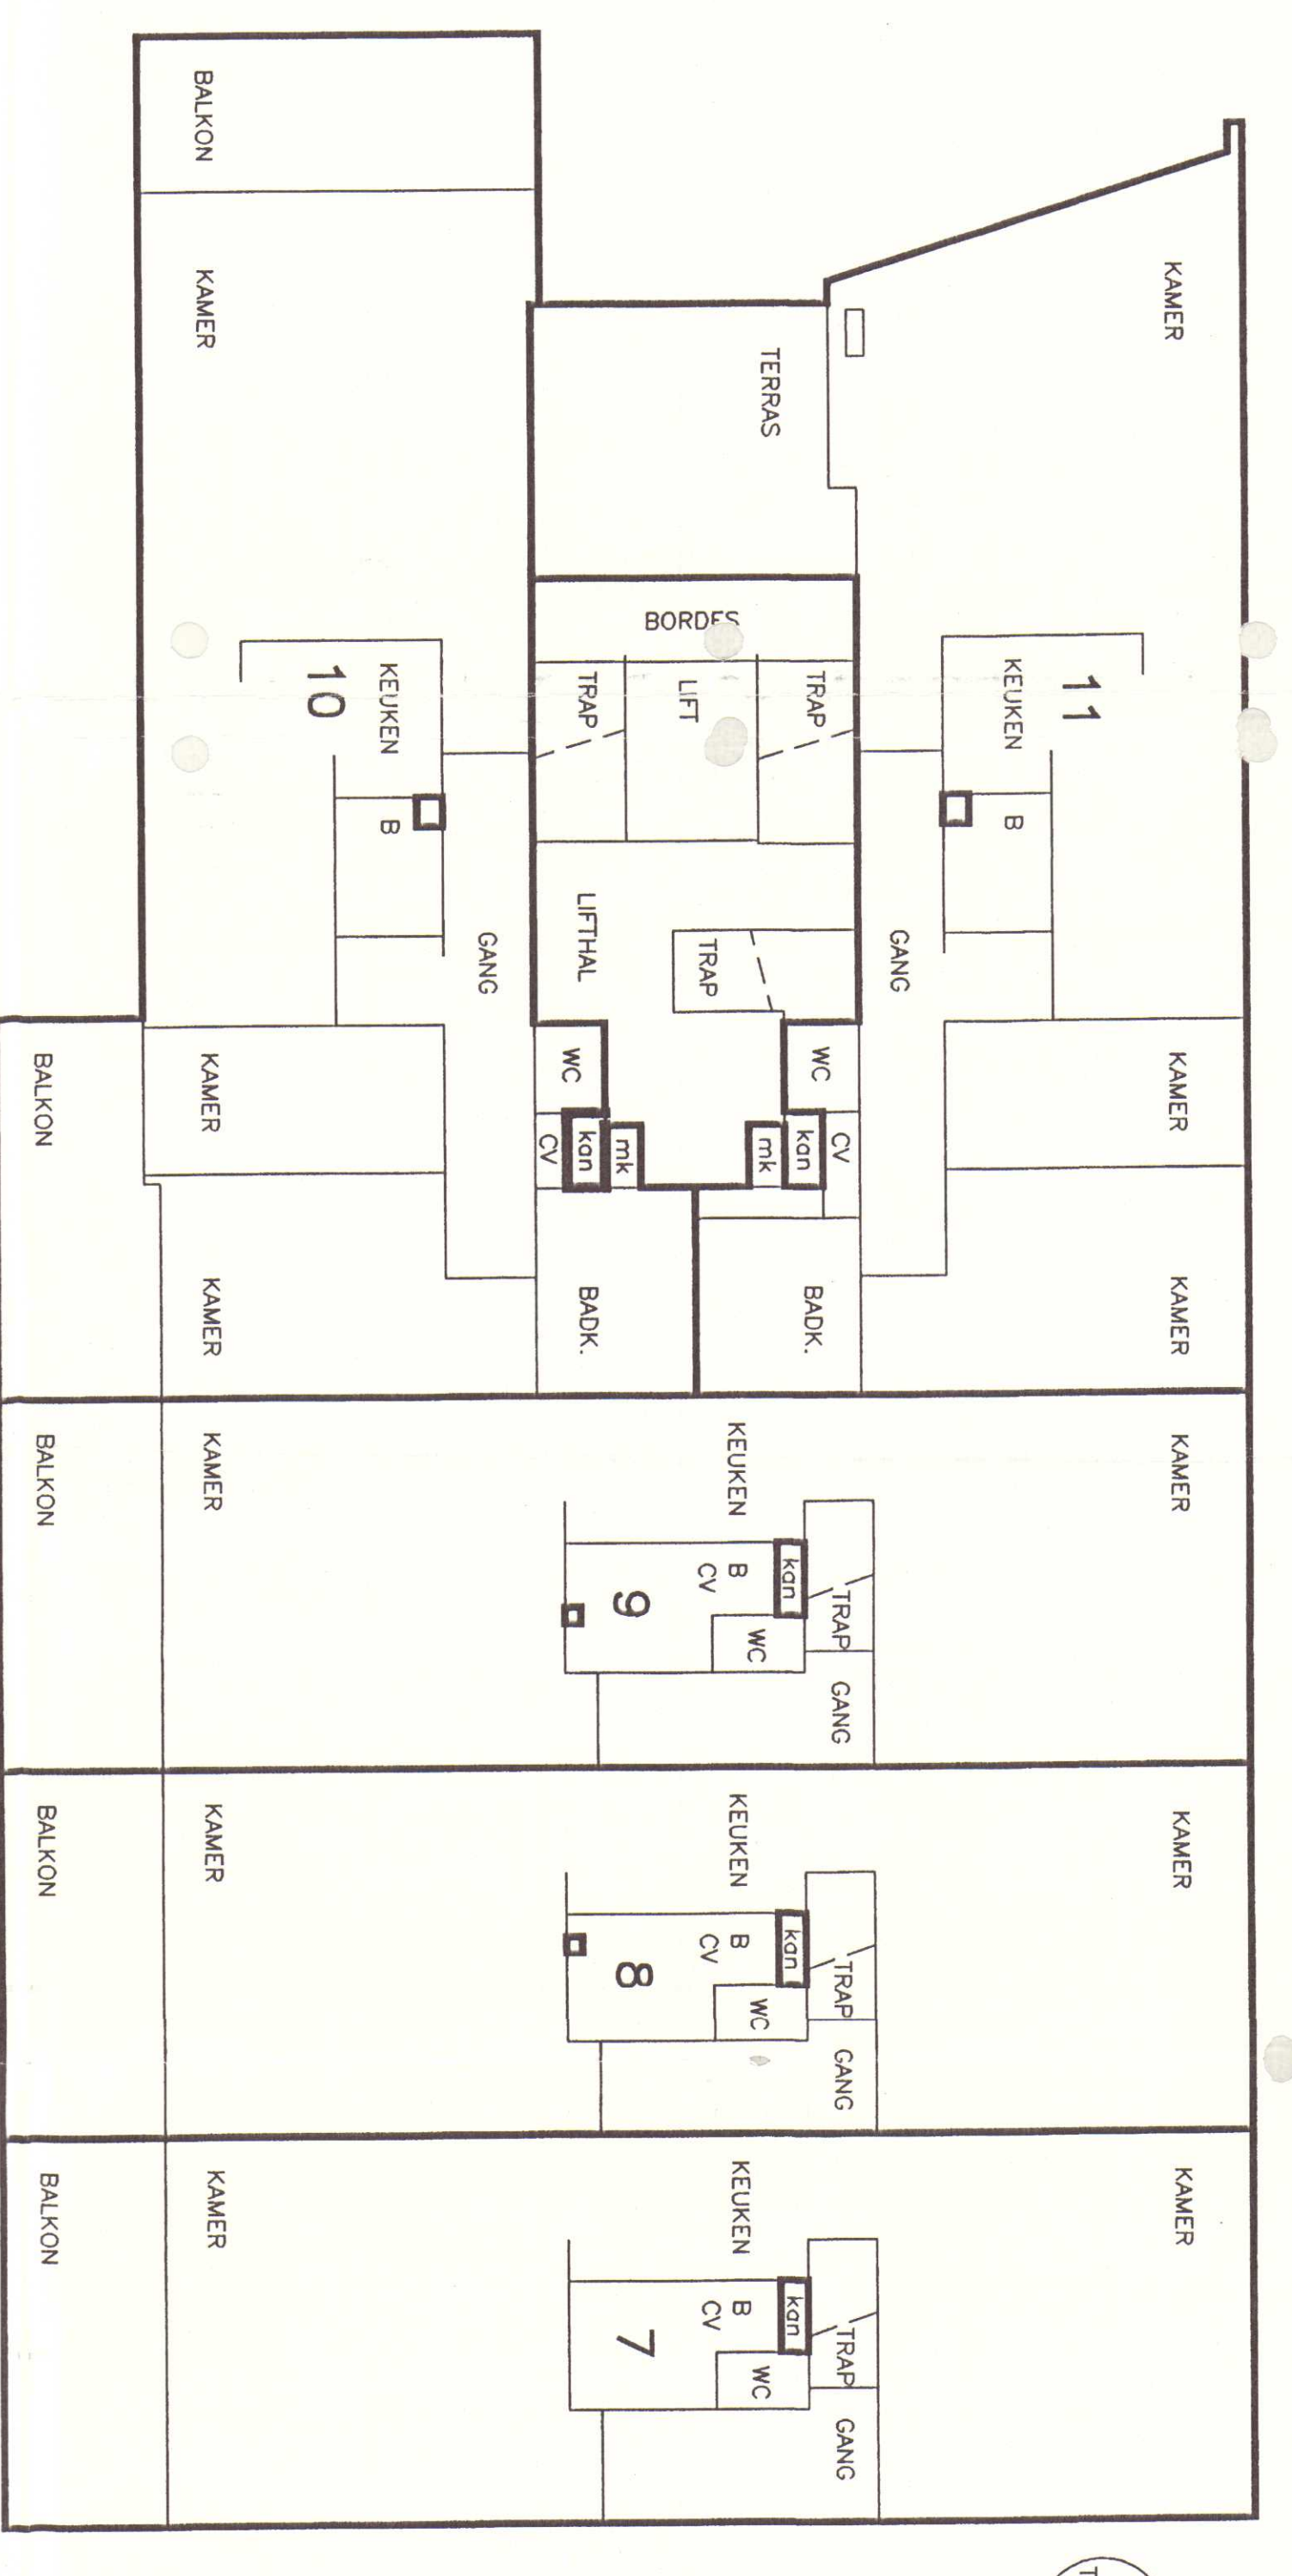 KAMER
KAMER
KAMER
KAMER
KAMER
KAMER
11
KEUKEN
B
GANG
TERRAS
BORDES
TRAP
LIFT
TRAP
LIFTHAL
TRAP
WC
CV
kan
mk
BADK.
WC
CV
kan
mk
BADK.
KEUKEN
kan
TRAP
B
CV
WC
GANG
9
KEUKEN
kan
TRAP
B
CV
WC
GANG
8
KEUKEN
kan
TRAP
B
CV
WC
GANG
7
GANG
KEUKEN
B
10
BALKON
KAMER
KAMER
KAMER
KAMER
KAMER
KAMER
BALKON
BALKON
BALKON
BALKON